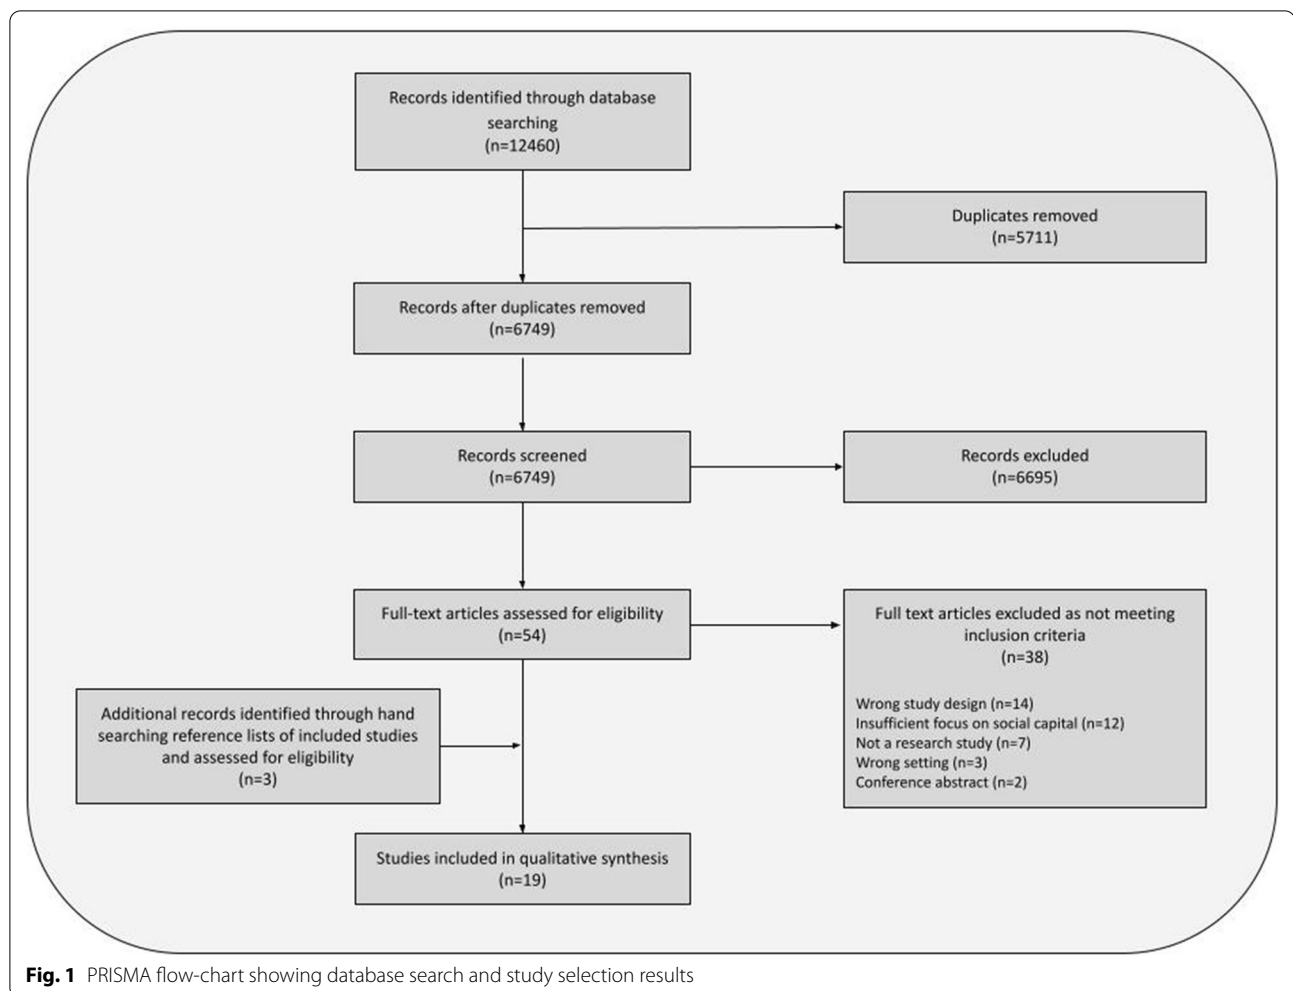 Records identified through database
searching
(n=12460)
Duplicates removed
(n=5711)
Records after duplicates removed
(n=6749)
Records screened
(n=6749)
Records excluded
(n=6695)
Full-text articles assessed for eligibility
(n=54)
Full text articles excluded as not meeting
inclusion criteria
(n=38)
Wrong study design (n=14)
Insufficient focus on social capital (n=12)
Not a research study (n=7)
Wrong setting (n=3)
Conference abstract (n=2)
Additional records identified through hand
searching reference lists of included studies
and assessed for eligibility
(n=3)
Studies included in qualitative synthesis
(n=19)
Fig. 1 PRISMA flow-chart showing database search and study selection results